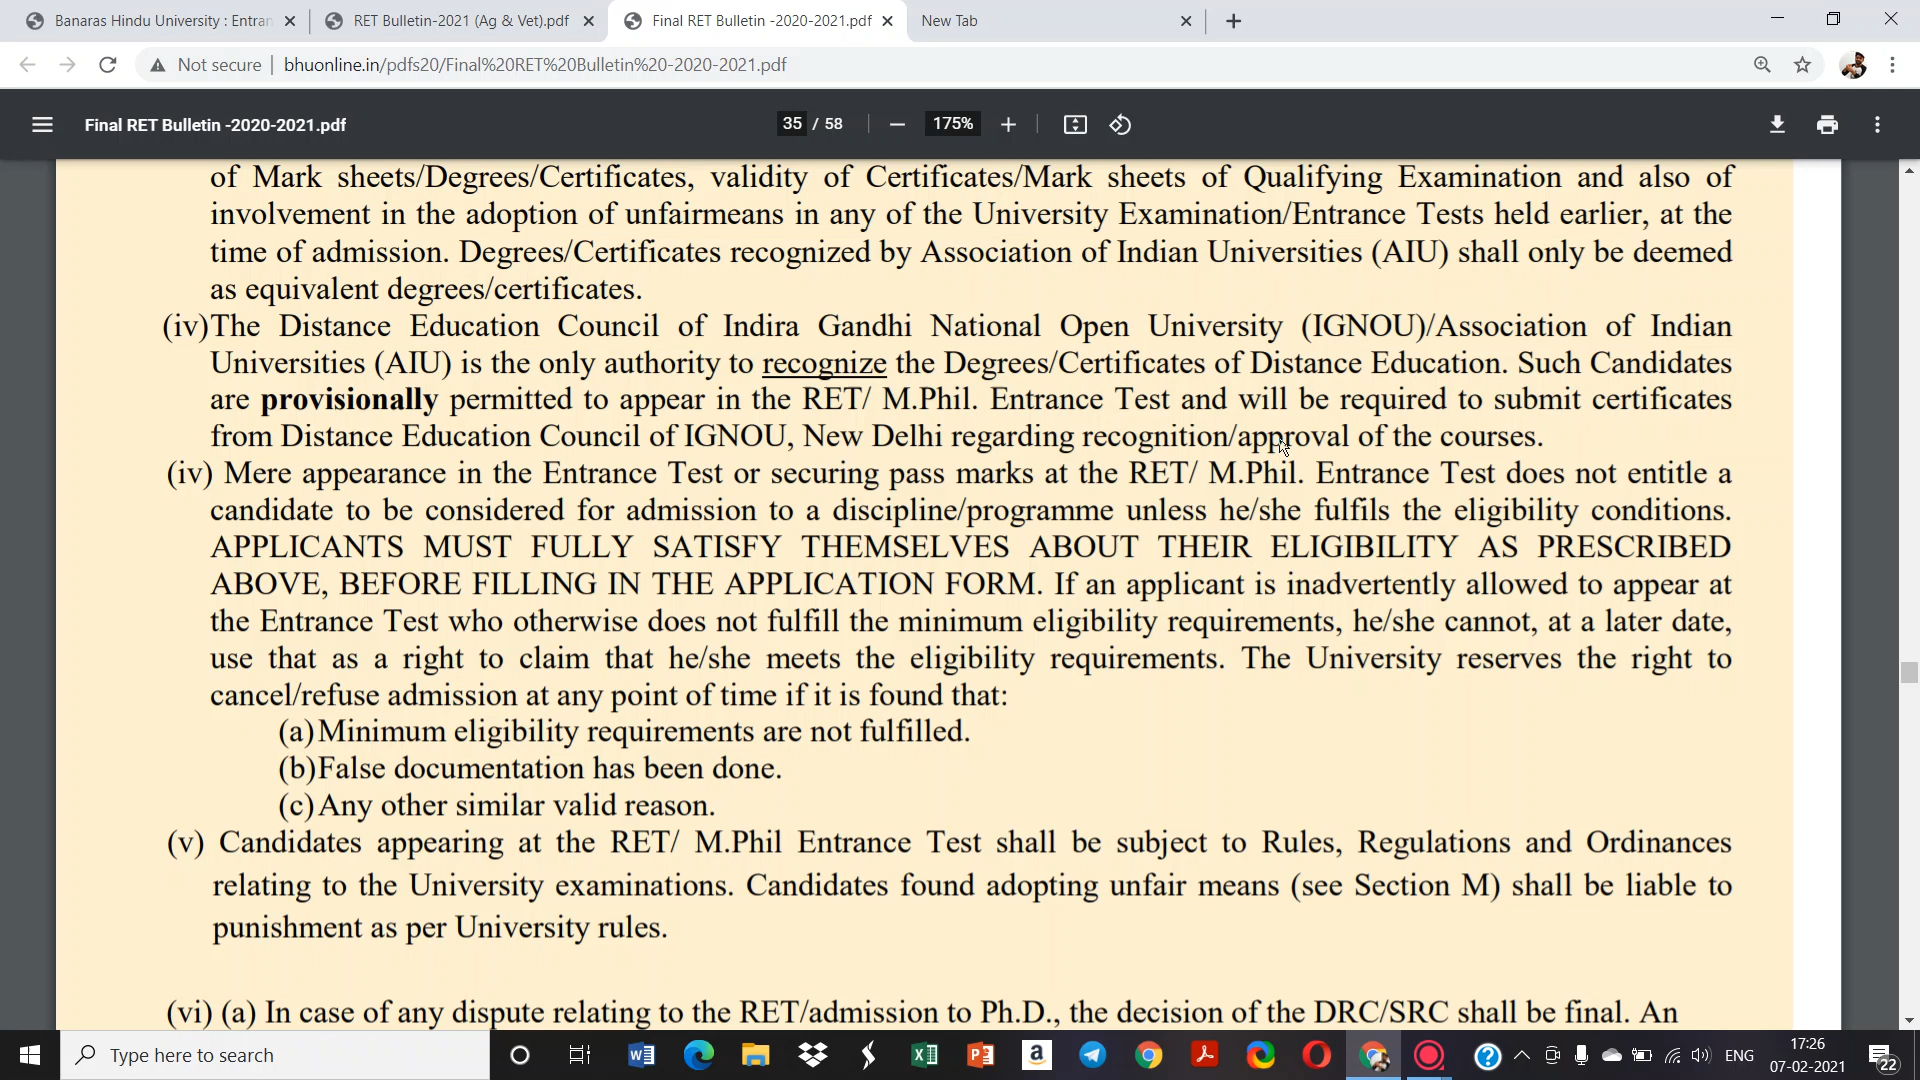 Banaras Hindu University : Entran
RET Bulletin-2021 (Ag & Vet).pdf
Final RET Bulletin -2020-2021.pdf
New Tab
Not secure
bhuonline.in/pdfs20/Final%20RET%20Bulletin%20-2020-2021.pdf
Final RET Bulletin -2020-2021.pdf
35 / 58
175%
of Mark sheets/Degrees/Certificates, validity of Certificates/Mark sheets of Qualifying Examination and also of
involvement in the adoption of unfairmeans in any of the University Examination/Entrance Tests held earlier, at the
time of admission. Degrees/Certificates recognized by Association of Indian Universities (AIU) shall only be deemed
as equivalent degrees/certificates.
(iv)The Distance Education Council of Indira Gandhi National Open University (IGNOU)/Association of Indian
Universities (AIU) is the only authority to recognize the Degrees/Certificates of Distance Education. Such Candidates
are provisionally permitted to appear in the RET/ M.Phil. Entrance Test and will be required to submit certificates
from Distance Education Council of IGNOU, New Delhi regarding recognition/approval of the courses.
(iv) Mere appearance in the Entrance Test or securing pass marks at the RET/ M.Phil. Entrance Test does not entitle a
candidate to be considered for admission to a discipline/programme unless he/she fulfils the eligibility conditions.
APPLICANTS MUST FULLY SATISFY THEMSELVES ABOUT THEIR ELIGIBILITY AS PRESCRIBED
ABOVE, BEFORE FILLING IN THE APPLICATION FORM. If an applicant is inadvertently allowed to appear at
the Entrance Test who otherwise does not fulfill the minimum eligibility requirements, he/she cannot, at a later date,
use that as a right to claim that he/she meets the eligibility requirements. The University reserves the right to
cancel/refuse admission at any point of time if it is found that:
(a)Minimum eligibility requirements are not fulfilled.
(b)False documentation has been done.
(c)Any other similar valid reason.
(v) Candidates appearing at the RET/ M.Phil Entrance Test shall be subject to Rules, Regulations and Ordinances
relating to the University examinations. Candidates found adopting unfair means (see Section M) shall be liable to
punishment as per University rules.
(vi) (a) In case of any dispute relating to the RET/admission to Ph.D., the decision of the DRC/SRC shall be final. An
Type here to search
ENG
17:26
07-02-2021
22